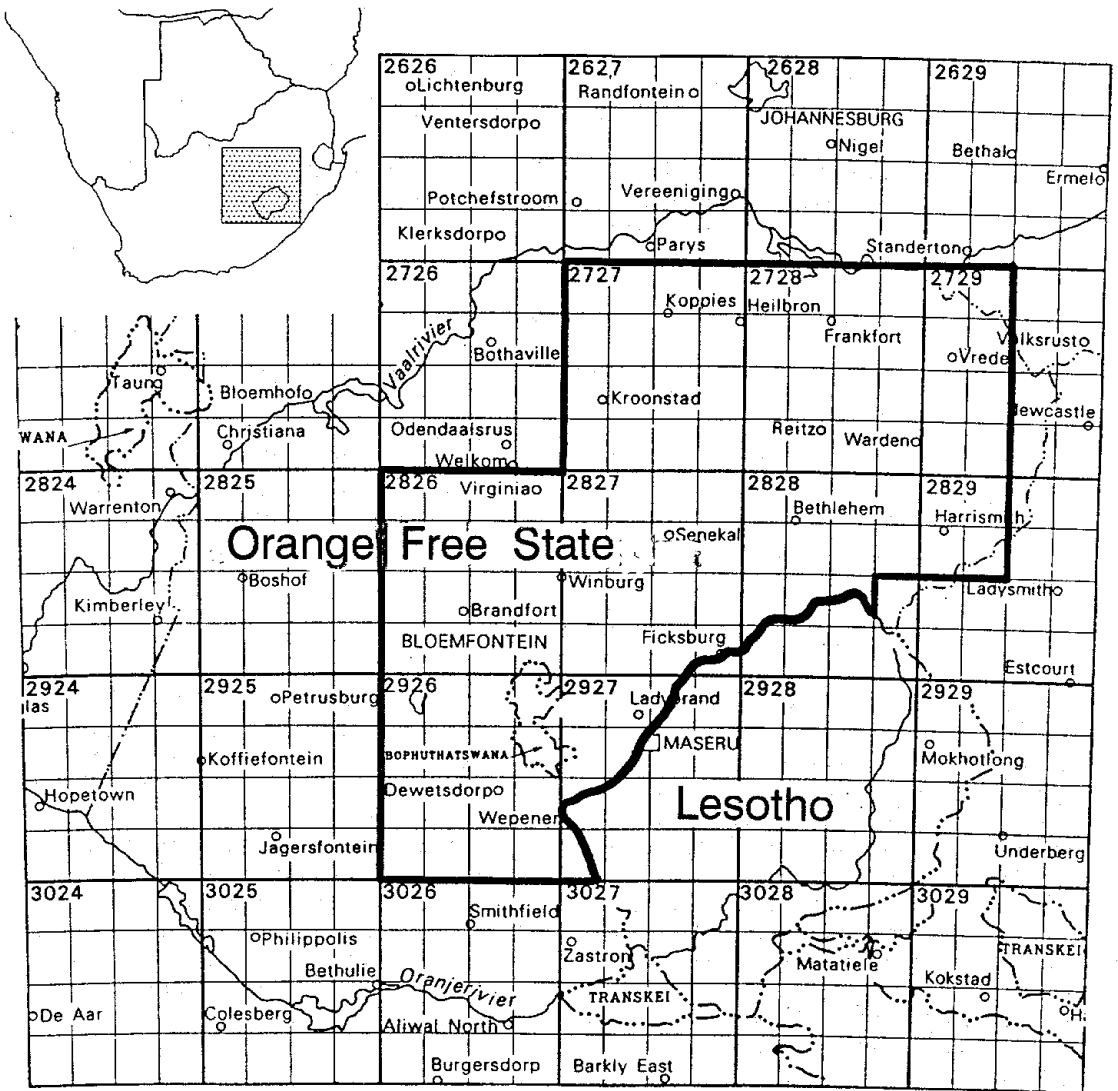 2626 2627 2628 2629
Lichtenburg Randfontein
Ventersdorp JOHANNESBURG
Nigel Bethal
Ermelo
Potchefstroom Vereeniging
Klerksdorp Parys Standerton
2726 2727 2728 2729
Koppies Heilbron
Frankfort Volksrust
Vaalrivier
Bothaville Vrede
Taung Bloemhof Kroonstad
Newcastle
WANA Christiana Odendaalsrus Reitz Warden
Welkom
2824 2825 2826 2827 2828 2829
Warrenton Virginia Bethlehem Harrismith
Orange Free State Senekal
Boshof Winburg Ladysmith
Kimberley Brandfort
BLOEMFONTEIN Ficksburg
Estcourt
2924 2925 2926 2927 2928 2929
las Petrusburg Ladybrand
Koffiefontein BOPHUTHATSWANA MASERU Mokhotlong
Hopetown Dewetsdorp Lesotho
Wepener
Jagersfontein Underberg
3024 3025 3026 3027 3028 3029
Smithfield
Philippolis Zastron Matatiele TRANSKEI
Bethulie Oranjerivier TRANSKEI Kokstad
De Aar Colesberg Aliwal North H
Burgersdorp Barkly East